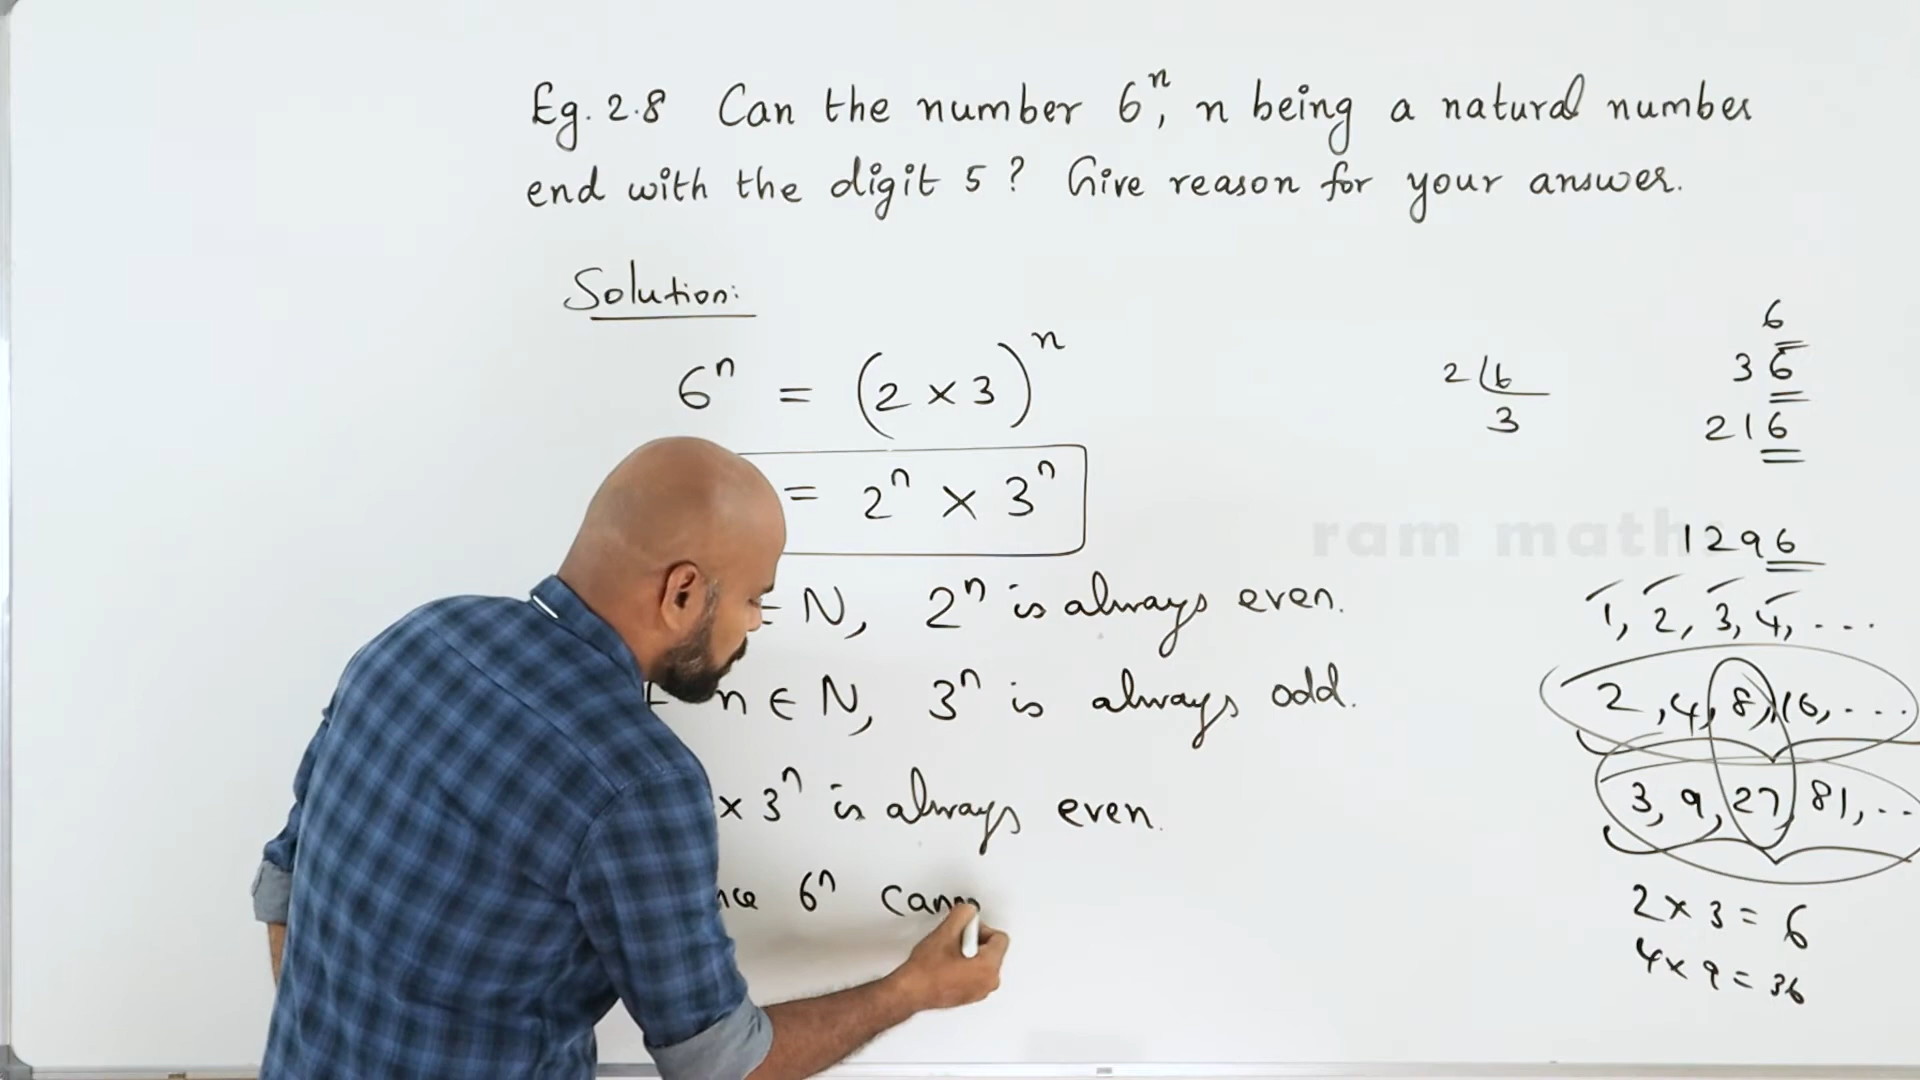 Eg. 2.8 Can the number 6ⁿ, n being a natural number
end with the digit 5? Give reason for your answer.
Solution:
6ⁿ = (2 × 3)ⁿ
= 2ⁿ × 3ⁿ
N, 2ⁿ is always even.
n ∈ N, 3ⁿ is always odd.
× 3ⁿ is always even.
6ⁿ
2 6
3
6
36
216
ram maths
1296
1, 2, 3, 4, ...
2, 4, 8, 16, ...
3, 9, 27, 81, ...
2 × 3 = 6
4 × 9 = 36